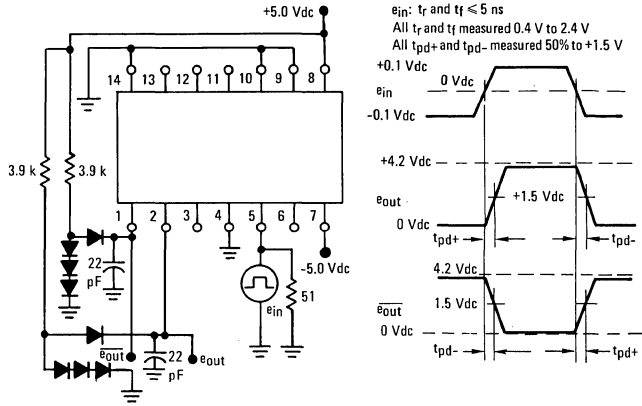 +5.0 Vdc
14 13 12 11 10 9 8
3.9 k
3.9 k
1 2 3 4 5 6 7
-5.0 Vdc
22
pF
51
ein
eout
eout
22
pF
ein: tr and tf ≤ 5 ns
All tr and tf measured 0.4 V to 2.4 V
All tpd+ and tpd- measured 50% to +1.5 V
+0.1 Vdc
0 Vdc
ein
-0.1 Vdc
+4.2 Vdc
eout
+1.5 Vdc
0 Vdc
tpd+
tpd-
4.2 Vdc
1.5 Vdc
eout
0 Vdc
tpd-
tpd+